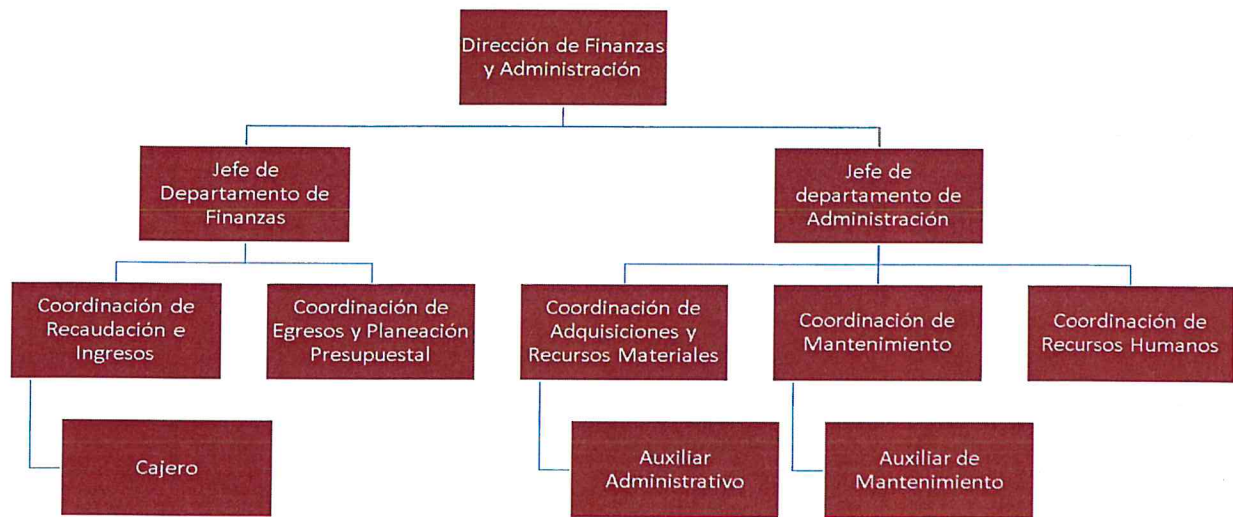 Dirección de Finanzas
y Administración
Jefe de
Departamento de
Finanzas
Jefe de
departamento de
Administración
Coordinación de
Recaudación e
Ingresos
Coordinación de
Egresos y Planeación
Presupuestal
Coordinación de
Adquisiciones y
Recursos Materiales
Coordinación de
Mantenimiento
Coordinación de
Recursos Humanos
Cajero
Auxiliar
Administrativo
Auxiliar de
Mantenimiento